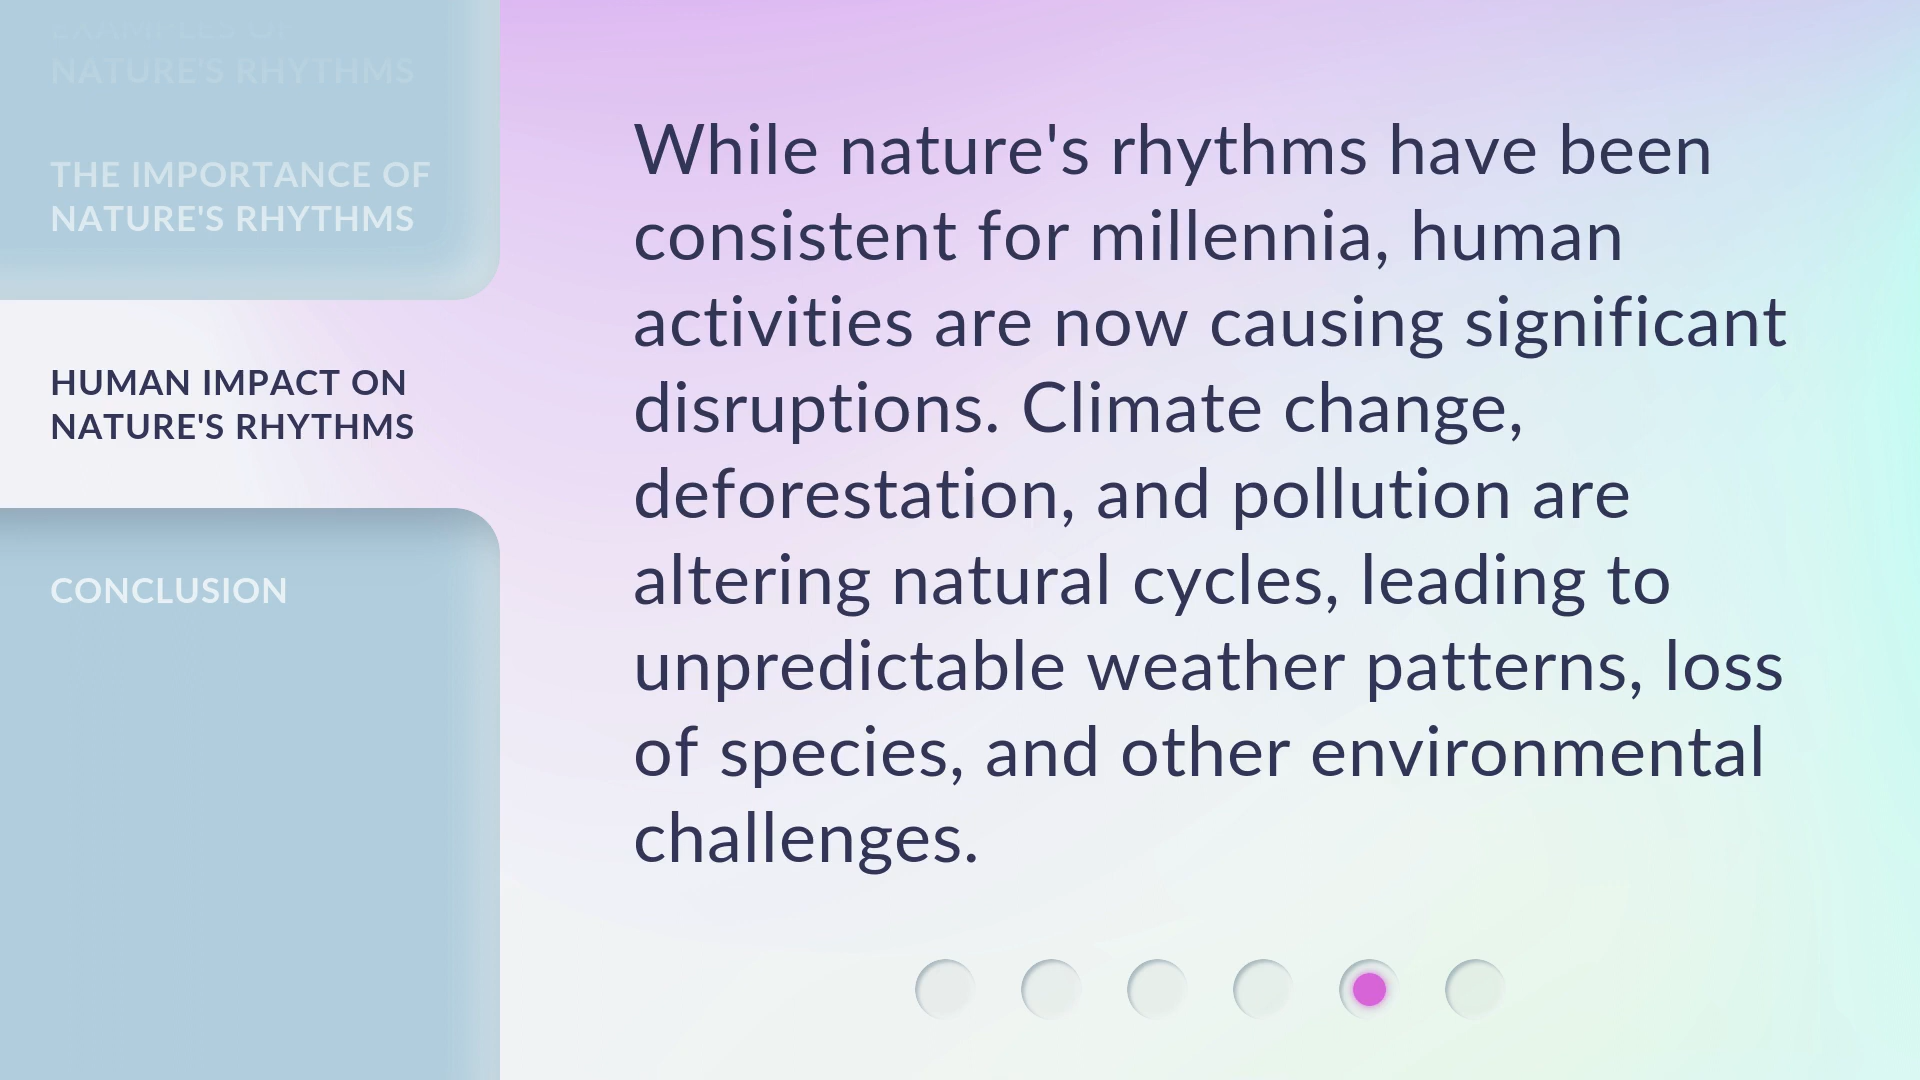 EXAMPLES OF
NATURE'S RHYTHMS
THE IMPORTANCE OF
NATURE'S RHYTHMS
HUMAN IMPACT ON
NATURE'S RHYTHMS
CONCLUSION
While nature's rhythms have been
consistent for millennia, human
activities are now causing significant
disruptions. Climate change,
deforestation, and pollution are
altering natural cycles, leading to
unpredictable weather patterns, loss
of species, and other environmental
challenges.